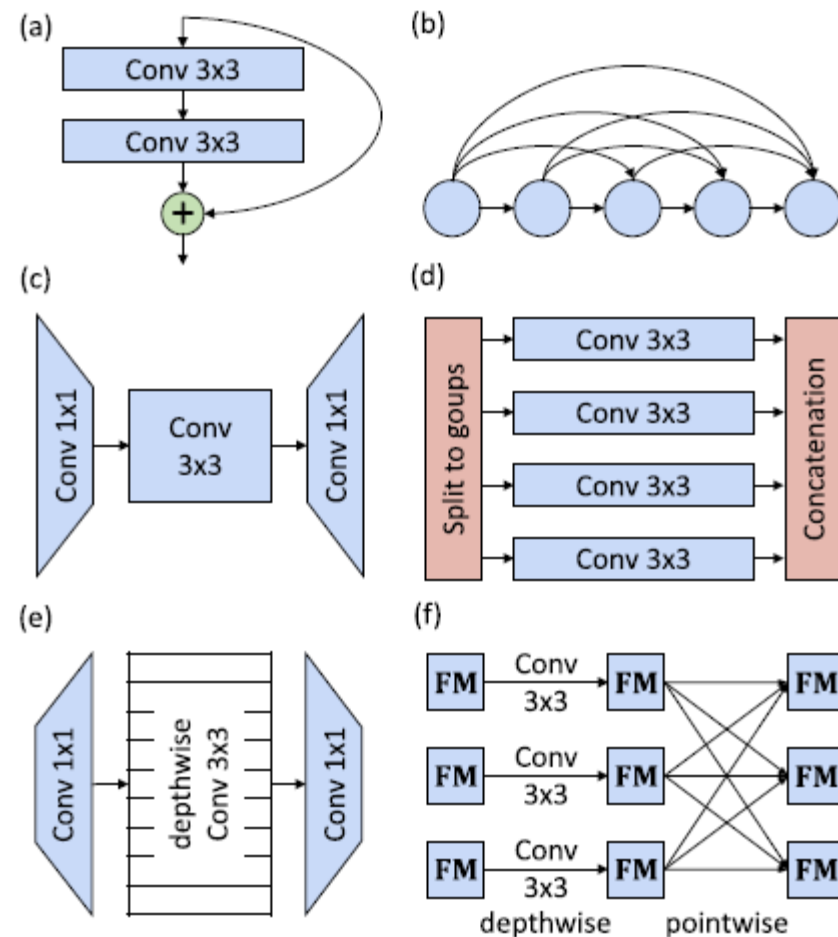 (a)
Conv 3x3
Conv 3x3
+
(b)
(c)
Conv 1x1
Conv
3x3
Conv 1x1
(d)
Split to goups
Conv 3x3
Conv 3x3
Conv 3x3
Conv 3x3
Concatenation
(e)
Conv 1x1
depthwise
Conv 3x3
Conv 1x1
(f)
FM
Conv
3x3
FM
FM
FM
Conv
3x3
FM
FM
FM
Conv
3x3
FM
FM
depthwise
pointwise